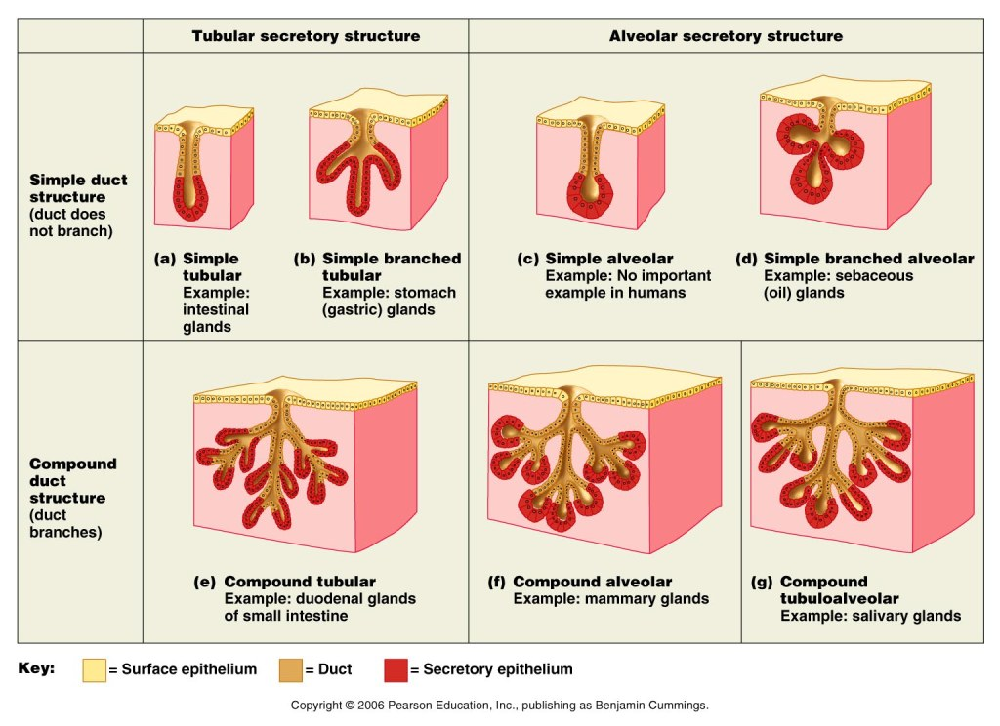 Tubular secretory structure
Alveolar secretory structure
Simple duct
structure
(duct does
not branch)
(a) Simple
tubular
Example:
intestinal
glands
(b) Simple branched
tubular
Example: stomach
(gastric) glands
(c) Simple alveolar
Example: No important
example in humans
(d) Simple branched alveolar
Example: sebaceous
(oil) glands
Compound
duct
structure
(duct
branches)
(e) Compound tubular
Example: duodenal glands
of small intestine
(f) Compound alveolar
Example: mammary glands
(g) Compound
tubuloalveolar
Example: salivary glands
Key:
= Surface epithelium
= Duct
= Secretory epithelium
Copyright © 2006 Pearson Education, Inc., publishing as Benjamin Cummings.